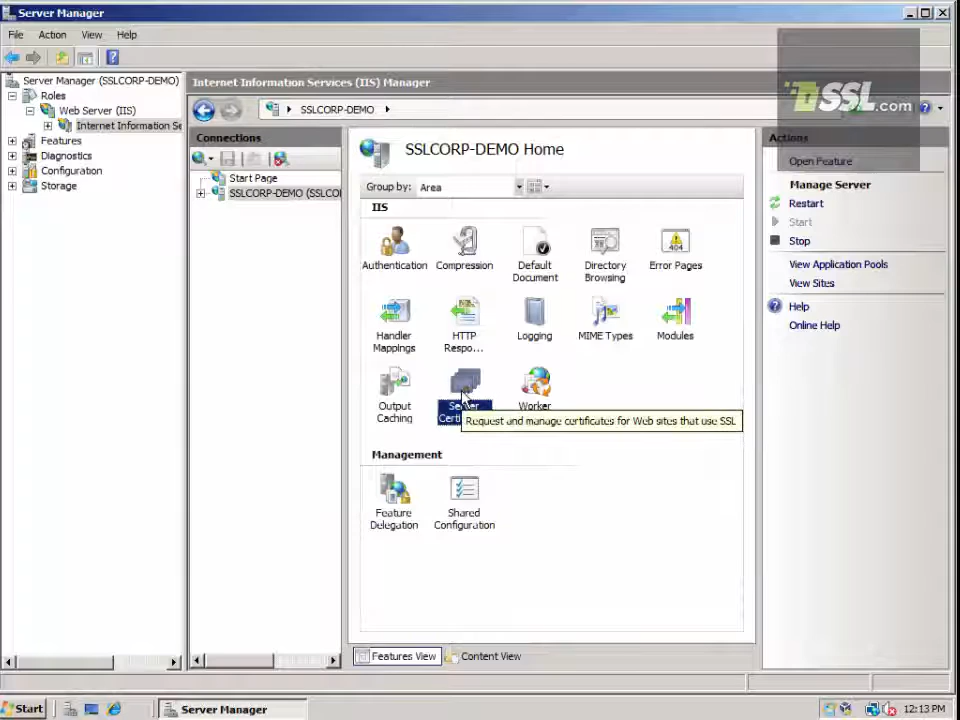 Server Manager
File Action View Help
Server Manager (SSLCORP-DEMO)
Roles
Web Server (IIS)
Internet Information Se
Features
Diagnostics
Configuration
Storage
Internet Information Services (IIS) Manager
SSLCORP-DEMO
Connections
Start Page
SSLCORP-DEMO (SSLCO
SSLCORP-DEMO Home
Group by: Area
IIS
Authentication Compression Default Document Directory Browsing Error Pages
Handler Mappings HTTP Respo... Logging MIME Types Modules
Output Caching Server Certi Worker
Request and manage certificates for Web sites that use SSL
Management
Feature Delegation Shared Configuration
Features View Content View
SSL.com
Actions
Open Feature
Manage Server
Restart
Start
Stop
View Application Pools
View Sites
Help
Online Help
Start Server Manager 12:13 PM